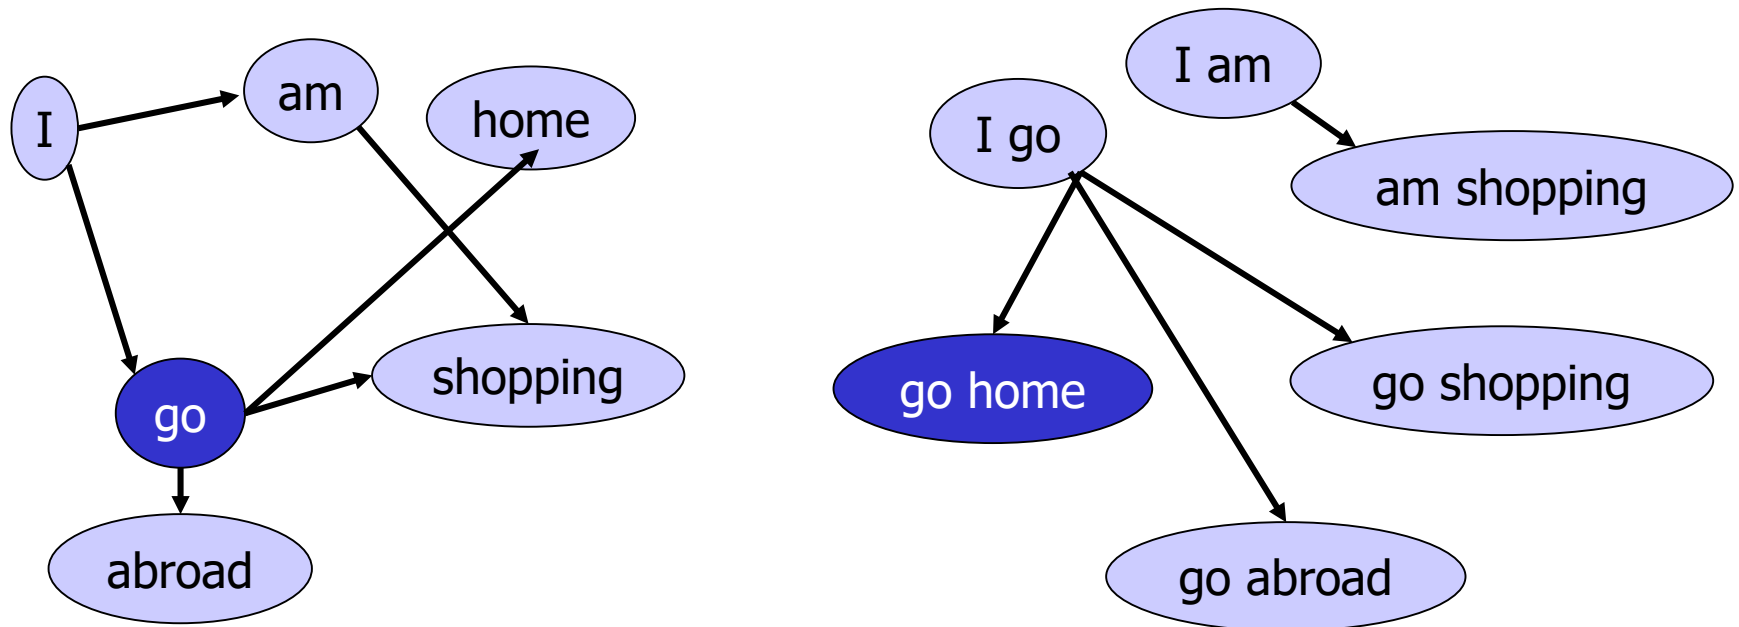 I
am
home
shopping
go
abroad
I am
I go
am shopping
go home
go shopping
go abroad